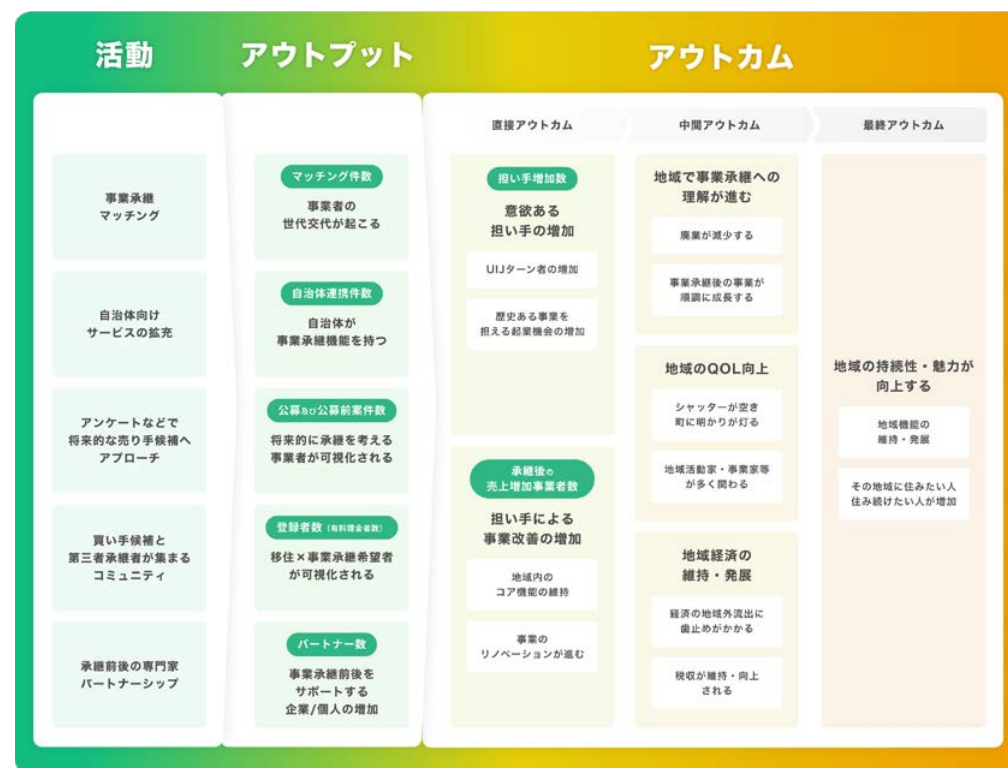 活動
アウトプット
アウトカム
直接アウトカム
中間アウトカム
最終アウトカム
事業承継
マッチング
自治体向け
サービスの拡充
アンケートなどで
将来的な売り手候補へ
アプローチ
買い手候補と
第三者承継者が集まる
コミュニティ
承継前後の専門家
パートナーシップ
マッチング件数
事業者の
世代交代が起こる
自治体連携件数
自治体が
事業承継機能を持つ
公募及び公募前案件数
将来的に承継を考える
事業者が可視化される
登録者数（有料課金者数）
移住×事業承継希望者
が可視化される
パートナー数
事業承継前後を
サポートする
企業/個人の増加
担い手増加数
意欲ある
担い手の増加
UIJターン者の増加
歴史ある事業を
担える起業機会の増加
承継後の
売上増加事業者数
担い手による
事業改善の増加
地域内の
コア機能の維持
事業の
リノベーションが進む
地域で事業承継への
理解が進む
廃業が減少する
事業承継後の事業が
順調に成長する
地域のQOL向上
シャッターが空き
町に明かりが灯る
地域活動家・事業家等
が多く関わる
地域経済の
維持・発展
経済の地域外流出に
歯止めがかかる
税収が維持・向上
される
地域の持続性・魅力が
向上する
地域機能の
維持・発展
その地域に住みたい人
住み続けたい人が増加